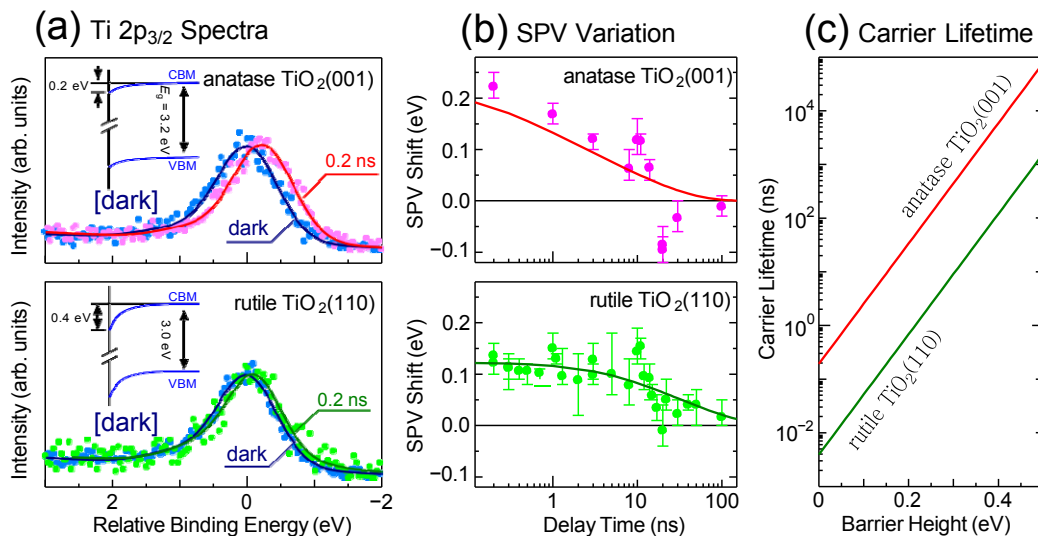 (a) Ti 2p3/2 Spectra
Intensity (arb. units)
anatase TiO2(001)
0.2 eV
CBM
Eg = 3.2 eV
VBM
[dark]
0.2 ns
dark
Intensity (arb. units)
rutile TiO2(110)
0.4 eV
CBM
3.0 eV
VBM
[dark]
0.2 ns
dark
2 1 0 −1 −2
Relative Binding Energy (eV)
(b) SPV Variation
SPV Shift (eV)
anatase TiO2(001)
0.2
0.1
0.0
−0.1
SPV Shift (eV)
rutile TiO2(110)
0.2
0.1
0.0
−0.1
1 10 100
Delay Time (ns)
(c) Carrier Lifetime
Carrier Lifetime (ns)
10^4
10^2
10^0
10^-2
anatase TiO2(001)
rutile TiO2(110)
0 0.2 0.4
Barrier Height (eV)